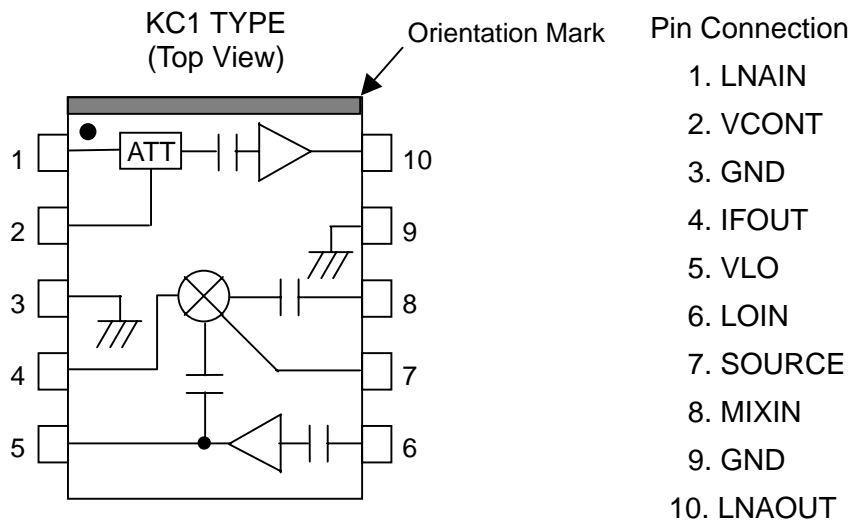 KC1 TYPE
(Top View)
Orientation Mark
1
ATT
10
2
9
3
8
4
7
5
6
Pin Connection
1. LNAIN
2. VCONT
3. GND
4. IFOUT
5. VLO
6. LOIN
7. SOURCE
8. MIXIN
9. GND
10. LNAOUT